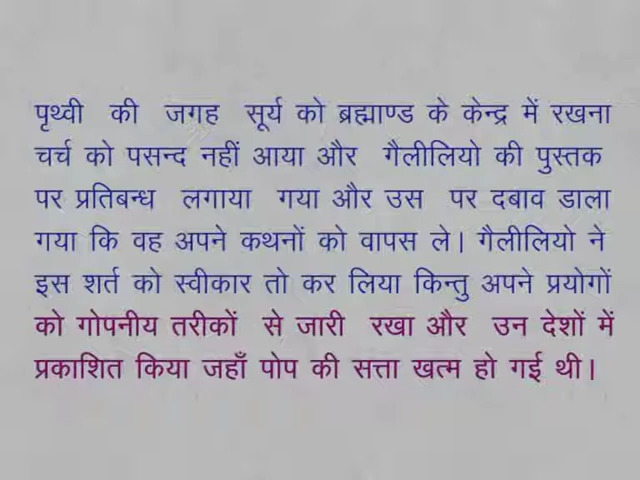 पृथ्वी की जगह सूर्य को ब्रह्माण्ड के केन्द्र में रखना
चर्च को पसन्द नहीं आया और गैलीलियो की पुस्तक
पर प्रतिबन्ध लगाया गया और उस पर दबाव डाला
गया कि वह अपने कथनों को वापस ले। गैलीलियो ने
इस शर्त को स्वीकार तो कर लिया किन्तु अपने प्रयोगों
को गोपनीय तरीकों से जारी रखा और उन देशों में
प्रकाशित किया जहाँ पोप की सत्ता खत्म हो गई थी।